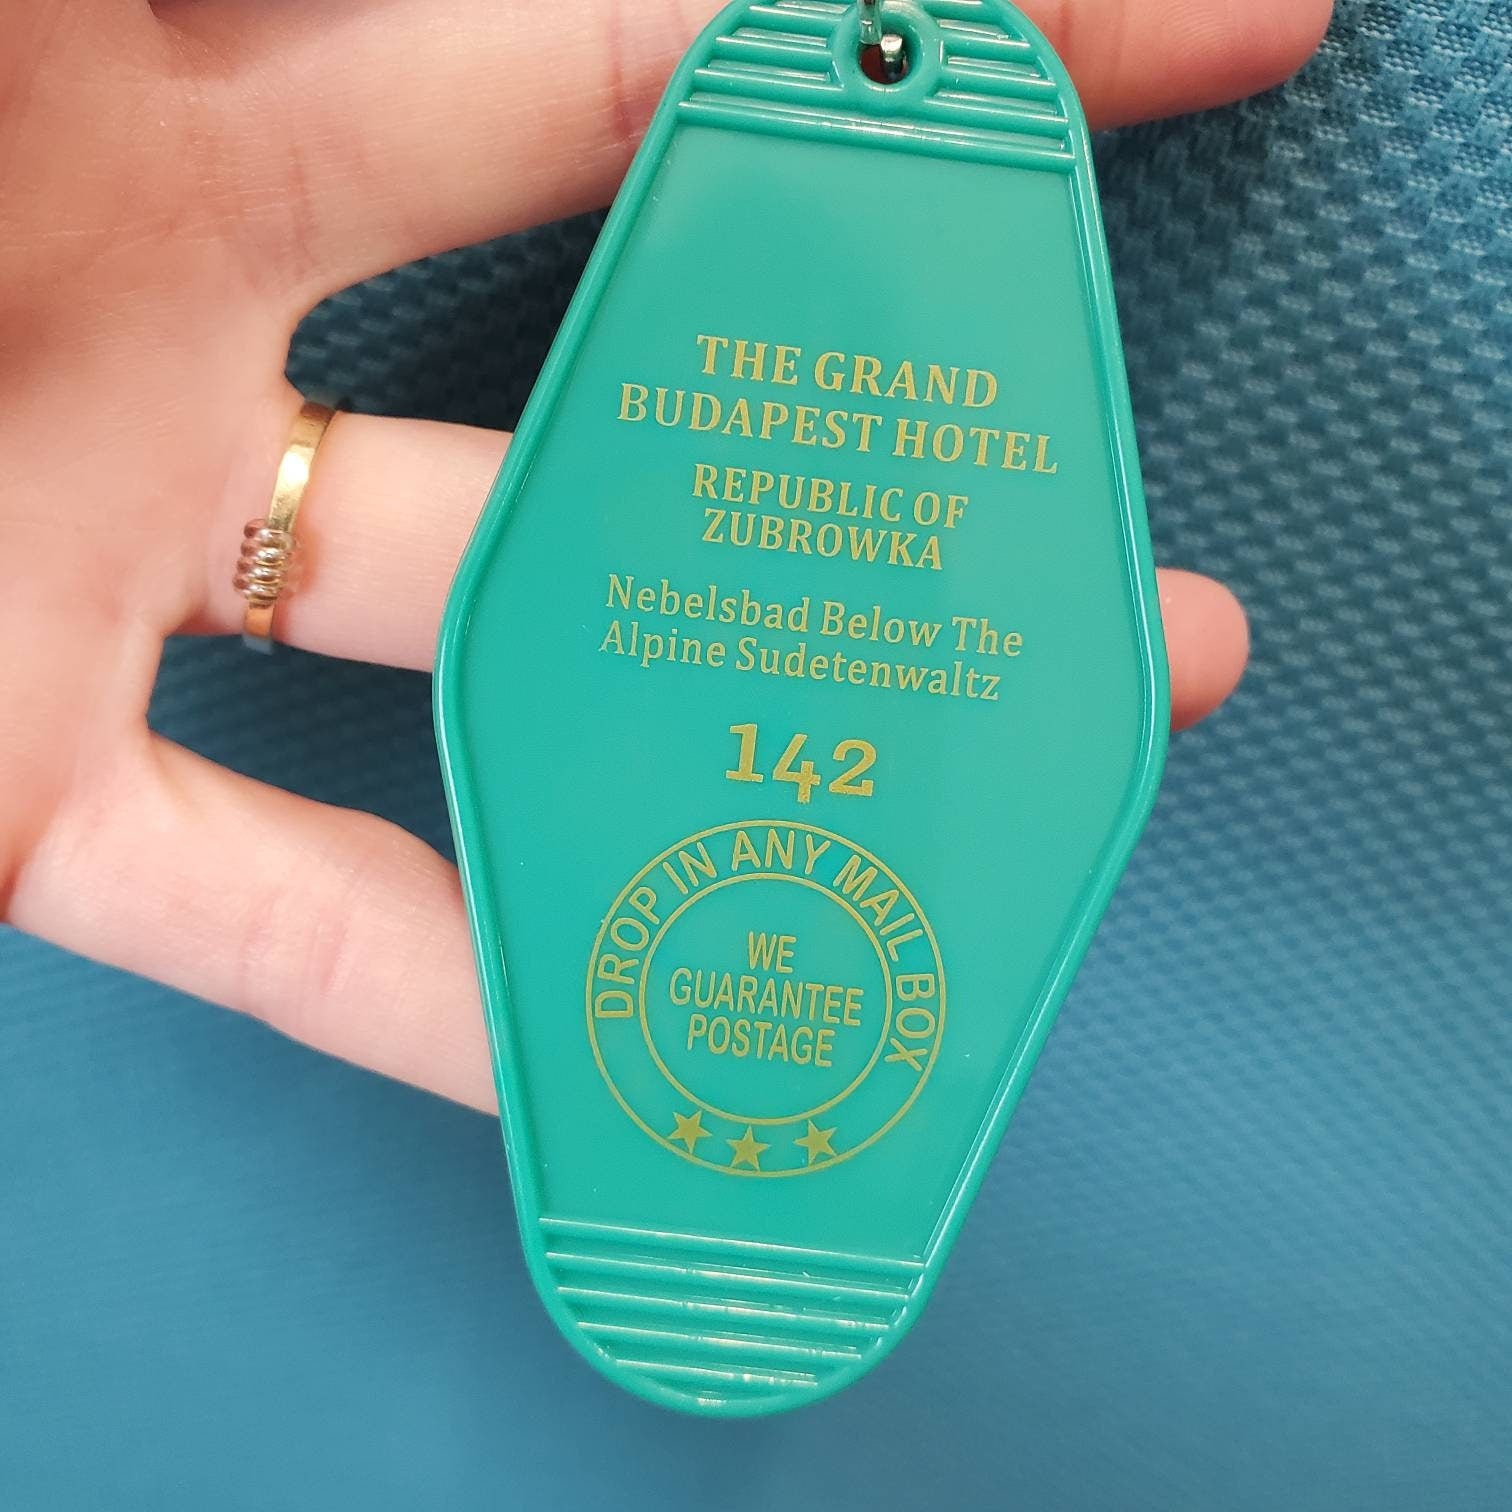 THE GRAND
BUDAPEST HOTEL
REPUBLIC OF
ZUBROWKA
Nebelsbad Below The
Alpine Sudetenwaltz
142
DROP IN ANY MAIL BOX
WE
GUARANTEE
POSTAGE